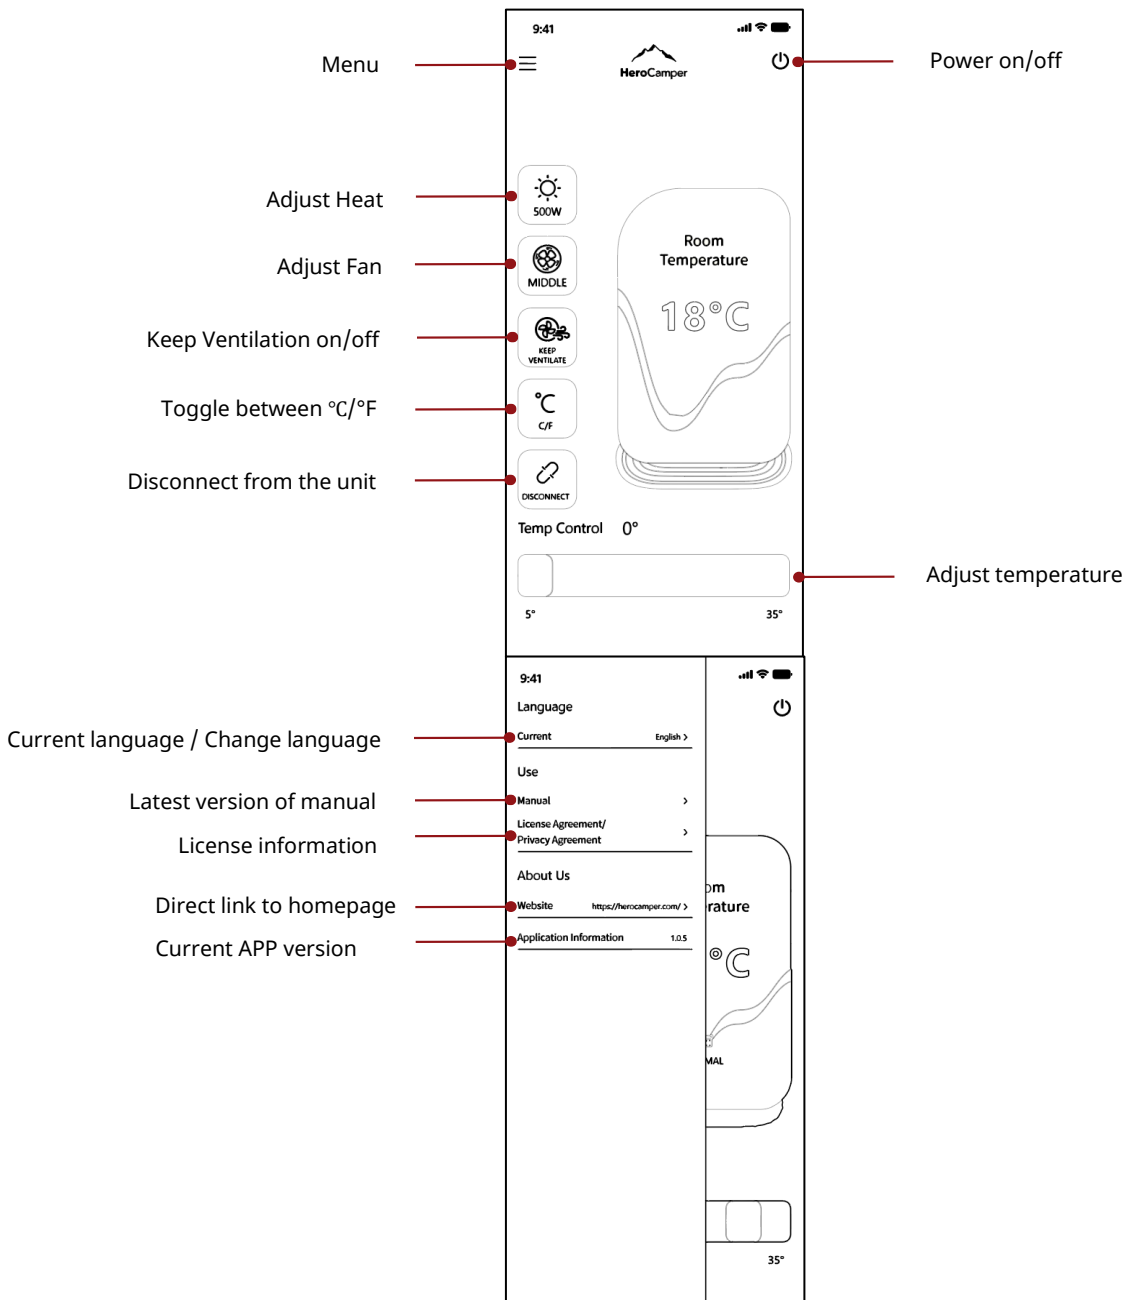 9:41
Menu
HeroCamper
Power on/off
Adjust Heat
500W
Adjust Fan
MIDDLE
Keep Ventilation on/off
KEEP
VENTILATE
Toggle between ℃/°F
°C
C/F
Disconnect from the unit
DISCONNECT
Room
Temperature
18°C
Temp Control 0°
Adjust temperature
5° 35°
9:41
Language
Current language / Change language
Current English >
Use
Latest version of manual
Manual >
License information
License Agreement/
Privacy Agreement >
About Us
Direct link to homepage
Website https://herocamper.com/ >
Current APP version
Application Information 1.0.5
om
rature
°C
MAL
35°